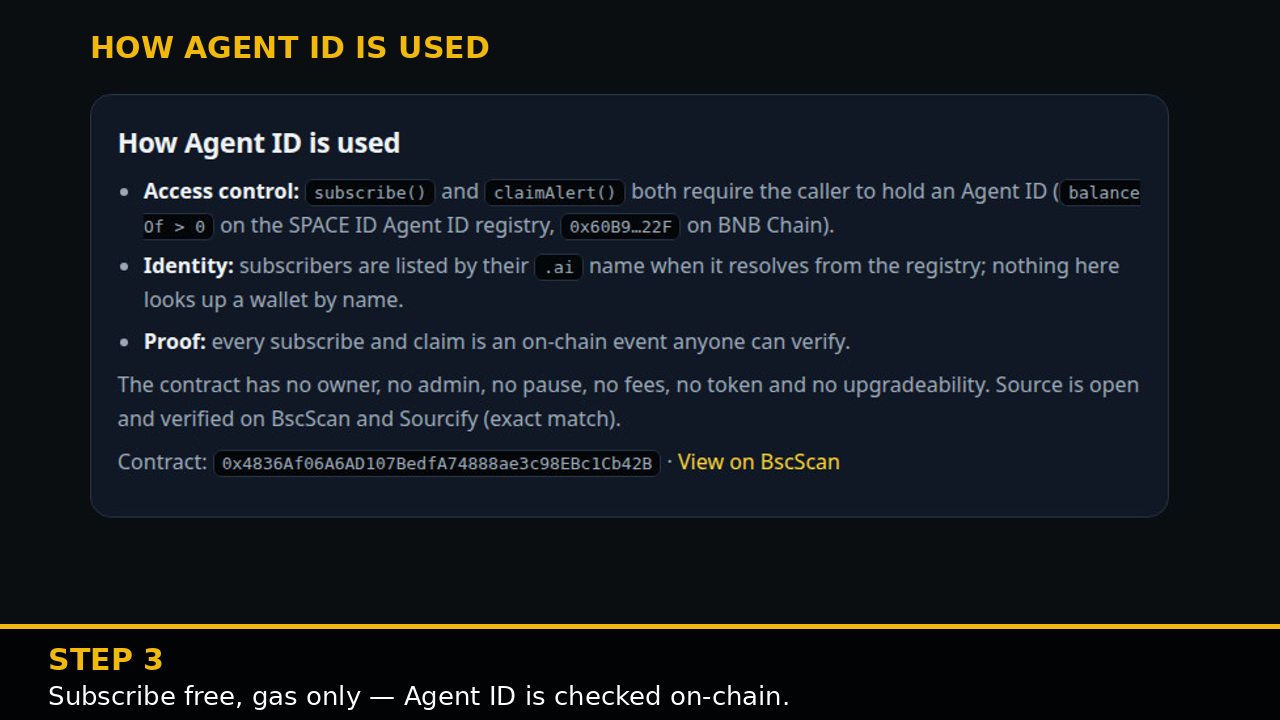 HOW AGENT ID IS USED
How Agent ID is used
• Access control: subscribe() and claimAlert() both require the caller to hold an Agent ID (balance
Of > 0 on the SPACE ID Agent ID registry, 0x60B9…22F on BNB Chain).
• Identity: subscribers are listed by their .ai name when it resolves from the registry; nothing here
looks up a wallet by name.
• Proof: every subscribe and claim is an on-chain event anyone can verify.
The contract has no owner, no admin, no pause, no fees, no token and no upgradeability. Source is open
and verified on BscScan and Sourcify (exact match).
Contract: 0x4836Af06A6AD107BedfA74888ae3c98EBc1Cb42B · View on BscScan
STEP 3
Subscribe free, gas only — Agent ID is checked on-chain.